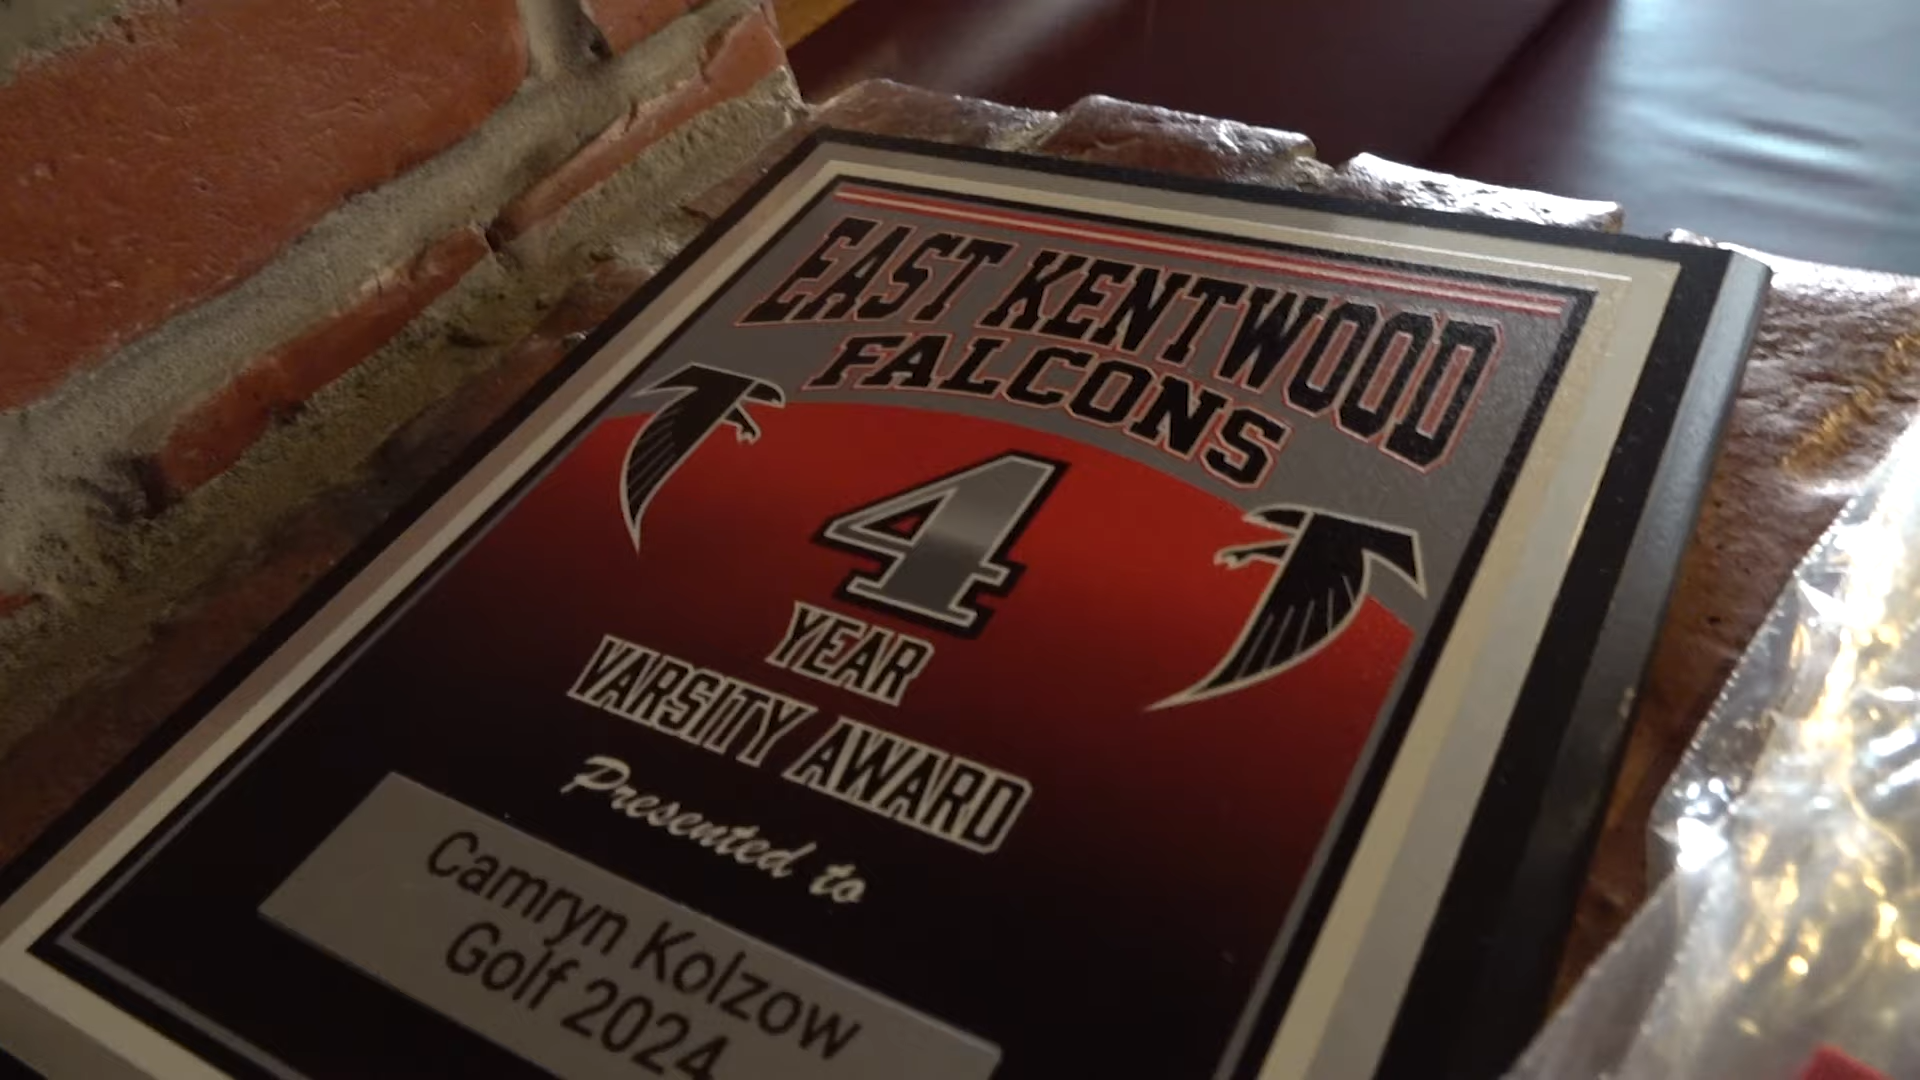 EAST KENTWOOD
FALCONS
4
YEAR
VARSITY AWARD
Presented to
Camryn Kolzow
Golf 2024